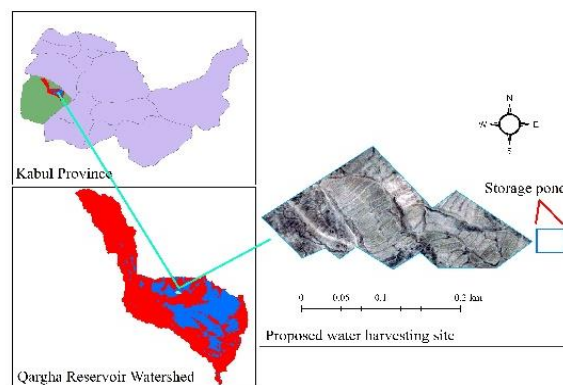 Kabul Province
Qargha Reservoir Watershed
N
W E
S
Storage pond
0 0.05 0.1 0.2 km
Proposed water harvesting site